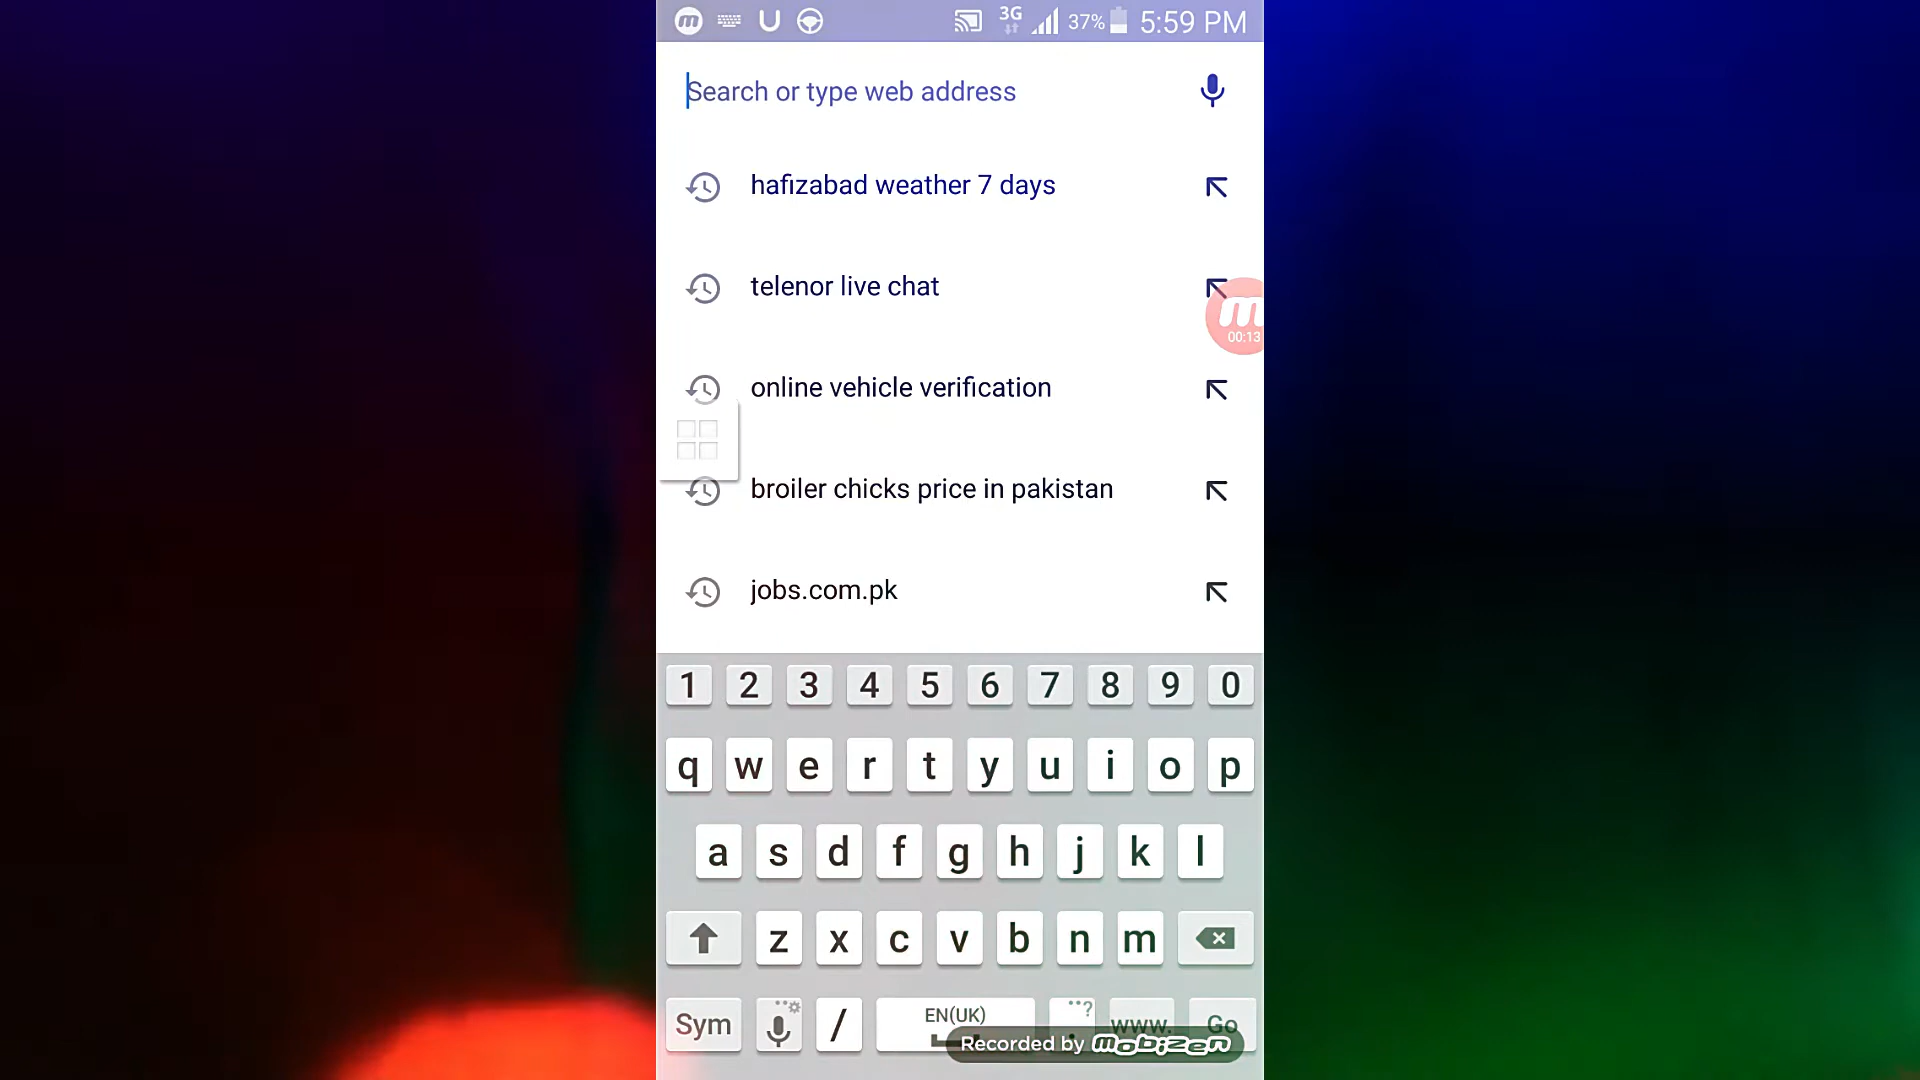 3G 37% 5:59 PM
Search or type web address
hafizabad weather 7 days
telenor live chat
m
00:13
online vehicle verification
broiler chicks price in pakistan
jobs.com.pk
1 2 3 4 5 6 7 8 9 0
q w e r t y u i o p
a s d f g h j k l
z x c v b n m
Sym / EN(UK) ? www. Go
Recorded by mobizen